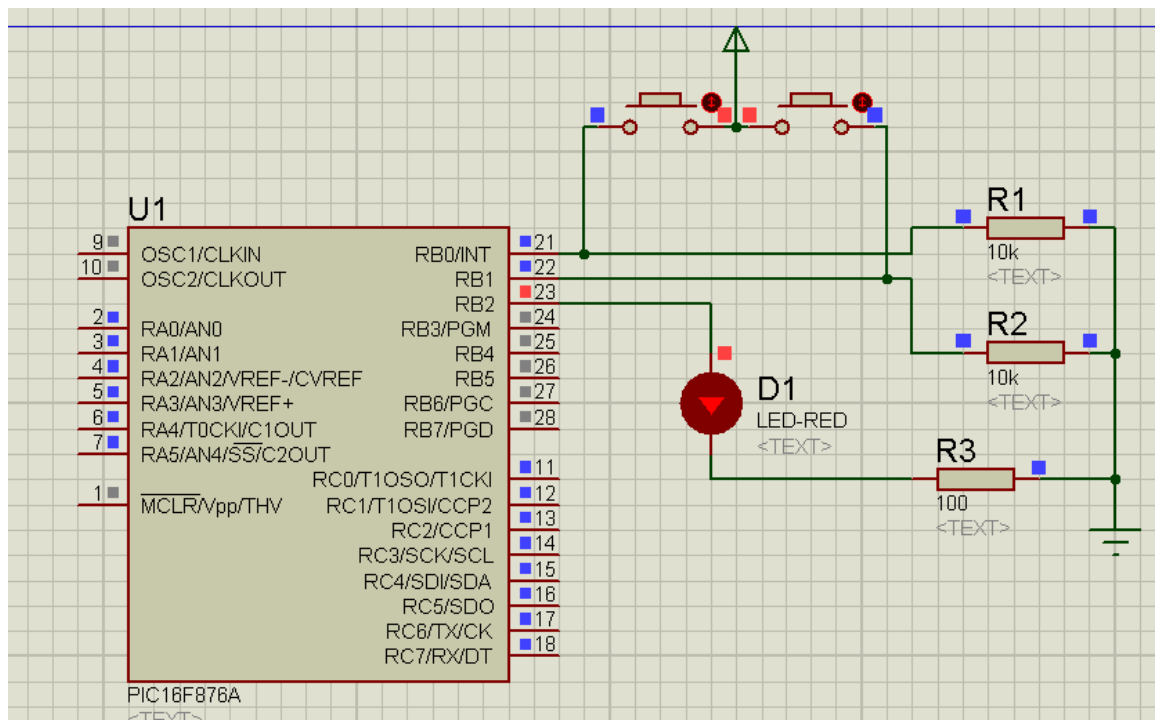 U1
9
OSC1/CLKIN
10
OSC2/CLKOUT
2
RA0/AN0
3
RA1/AN1
4
RA2/AN2/VREF-/CVREF
5
RA3/AN3/VREF+
6
RA4/T0CKI/C1OUT
7
RA5/AN4/SS/C2OUT
1
MCLR/Vpp/THV
RB0/INT
21
RB1
22
RB2
23
RB3/PGM
24
RB4
25
RB5
26
RB6/PGC
27
RB7/PGD
28
RC0/T1OSO/T1CKI
11
RC1/T1OSI/CCP2
12
RC2/CCP1
13
RC3/SCK/SCL
14
RC4/SDI/SDA
15
RC5/SDO
16
RC6/TX/CK
17
RC7/RX/DT
18
PIC16F876A
<TEXT>
D1
LED-RED
<TEXT>
R1
10k
<TEXT>
R2
10k
<TEXT>
R3
100
<TEXT>